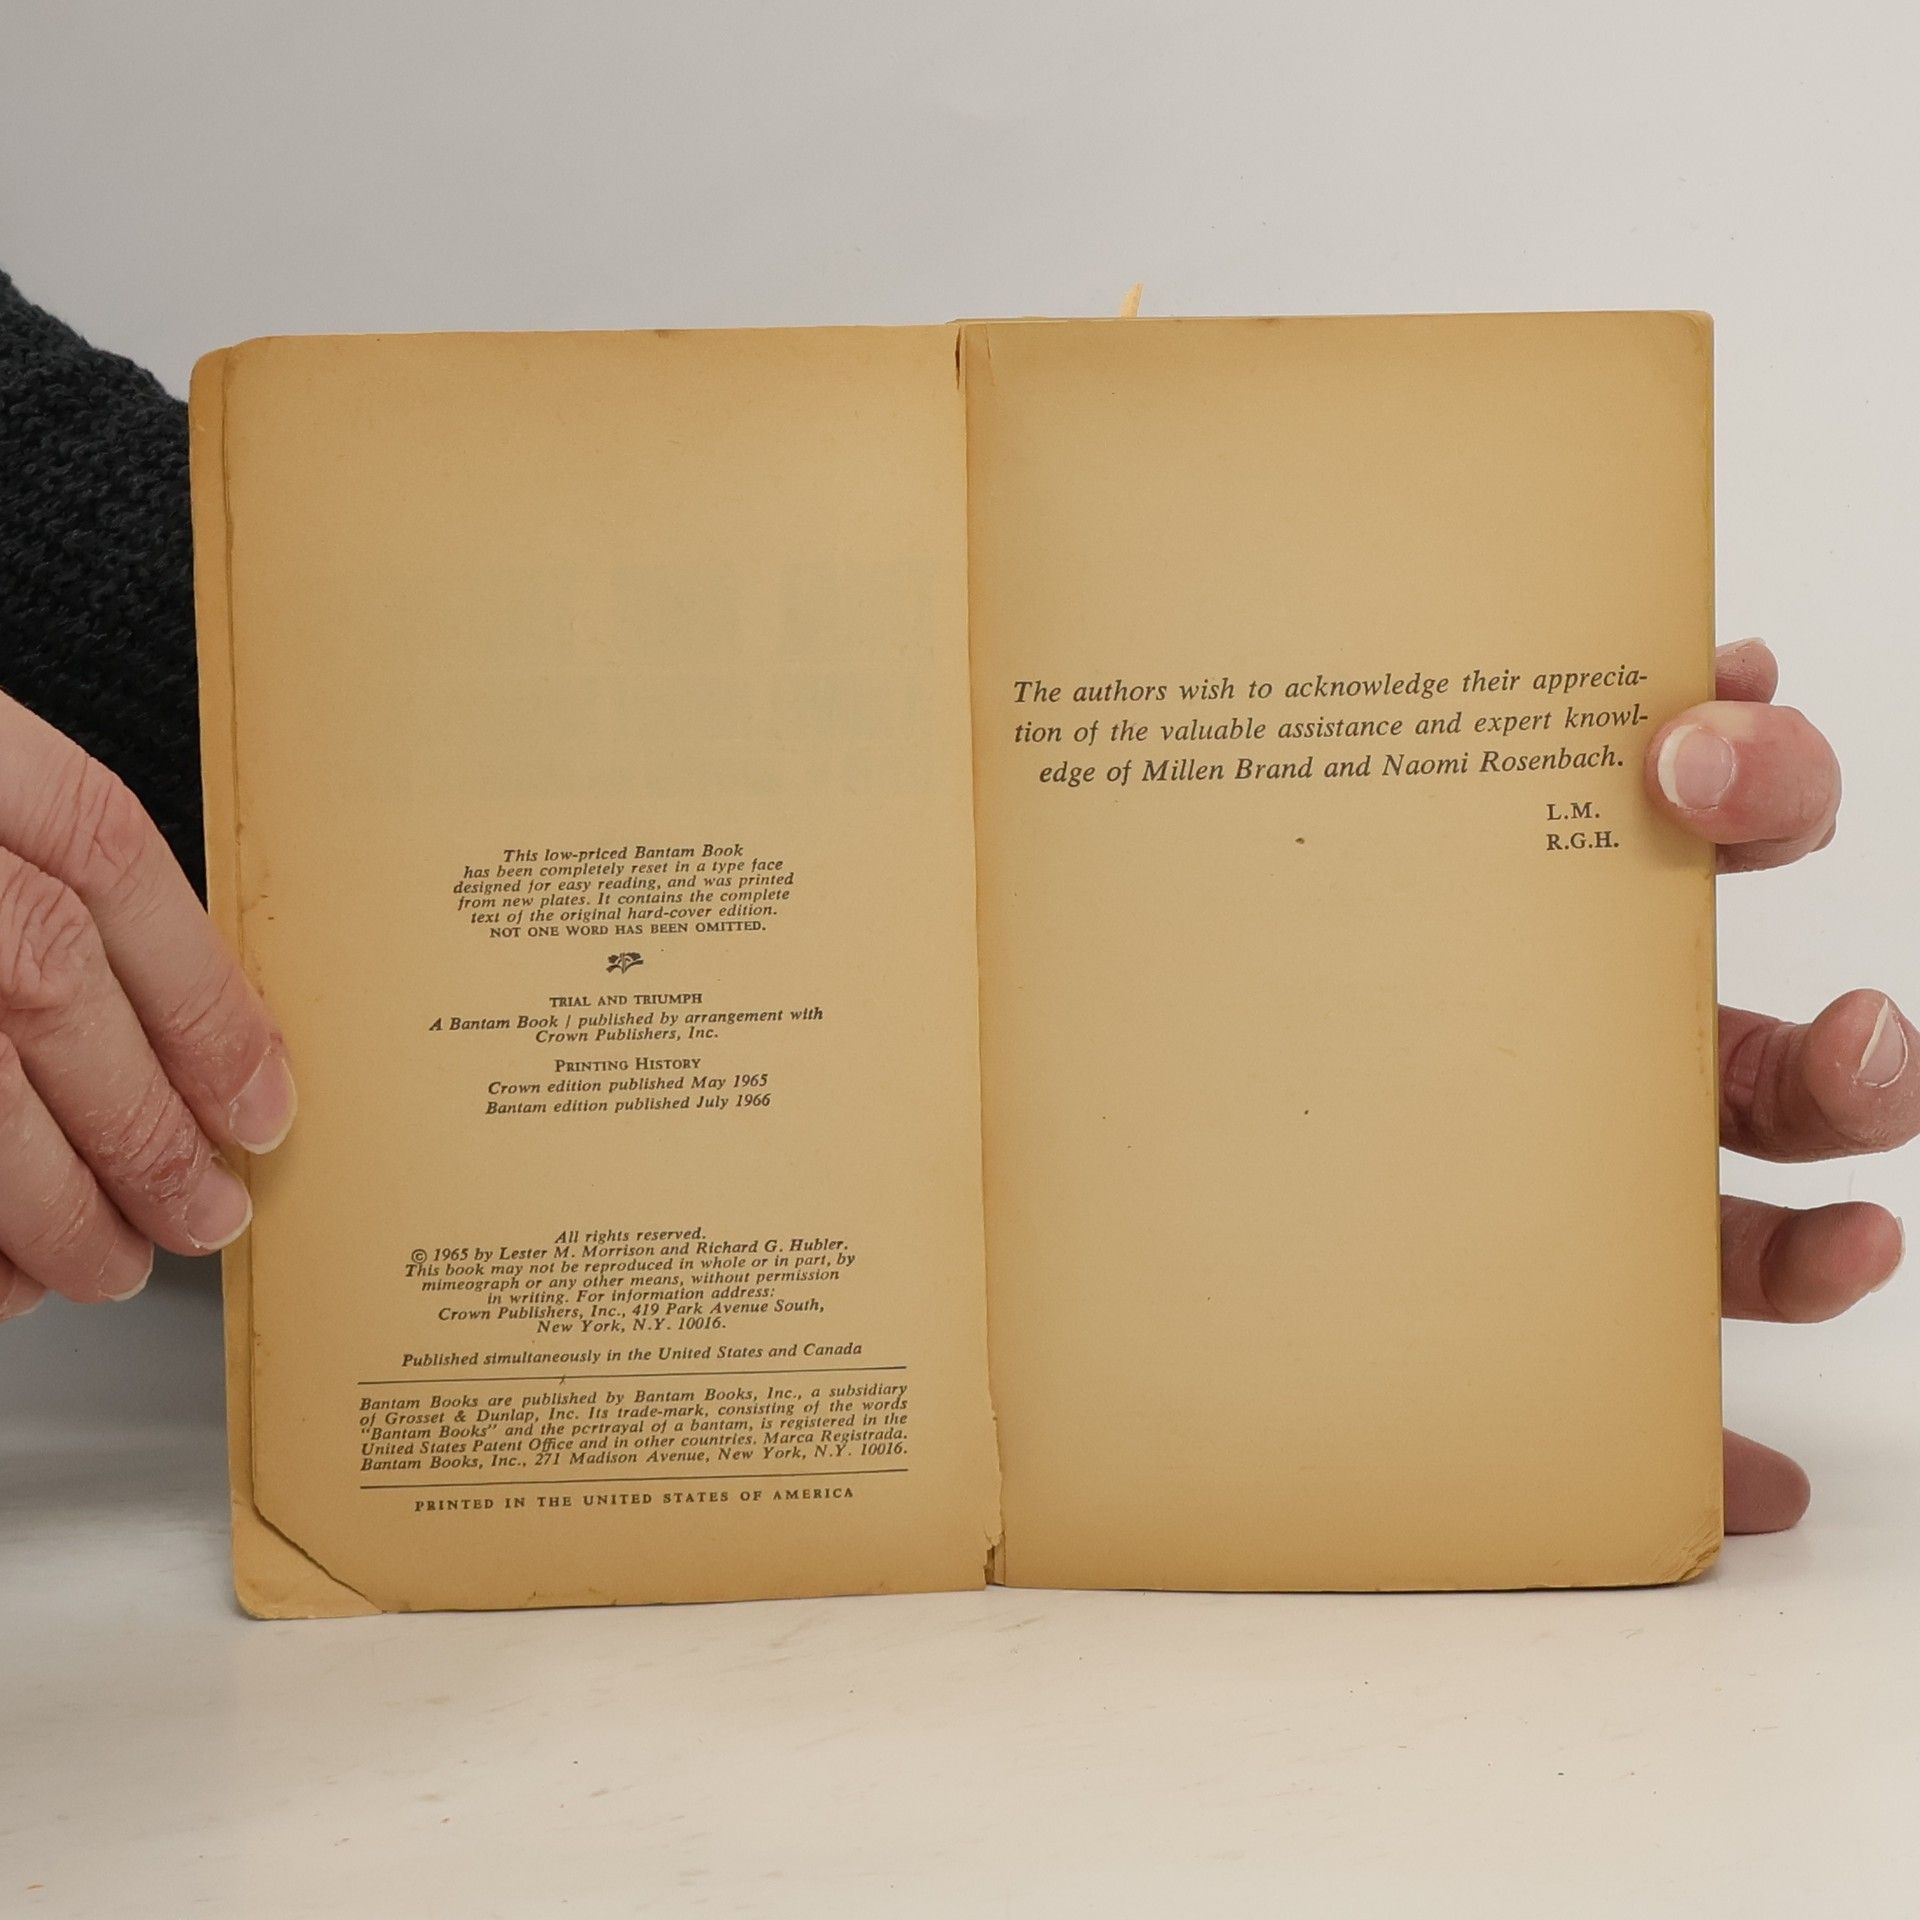 This low-priced Bantam Book
has been completely reset in a type face
designed for easy reading, and was printed
from new plates. It contains the complete
text of the original hard-cover edition.
NOT ONE WORD HAS BEEN OMITTED.
TRIAL AND TRIUMPH
A Bantam Book / published by arrangement with
Crown Publishers, Inc.
PRINTING HISTORY
Crown edition published May 1965
Bantam edition published July 1966
All rights reserved.
© 1965 by Lester M. Morrison and Richard G. Hubler.
This book may not be reproduced in whole or in part, by
mimeograph or any other means, without permission
in writing. For information address:
Crown Publishers, Inc., 419 Park Avenue South,
New York, N.Y. 10016.
Published simultaneously in the United States and Canada
Bantam Books are published by Bantam Books, Inc., a subsidiary
of Grosset & Dunlap, Inc. Its trade-mark, consisting of the words
"Bantam Books" and the portrayal of a bantam, is registered in the
United States Patent Office and in other countries. Marca Registrada.
Bantam Books, Inc., 271 Madison Avenue, New York, N.Y. 10016.
PRINTED IN THE UNITED STATES OF AMERICA
The authors wish to acknowledge their apprecia-
tion of the valuable assistance and expert knowl-
edge of Millen Brand and Naomi Rosenbach.
L.M.
R.G.H.